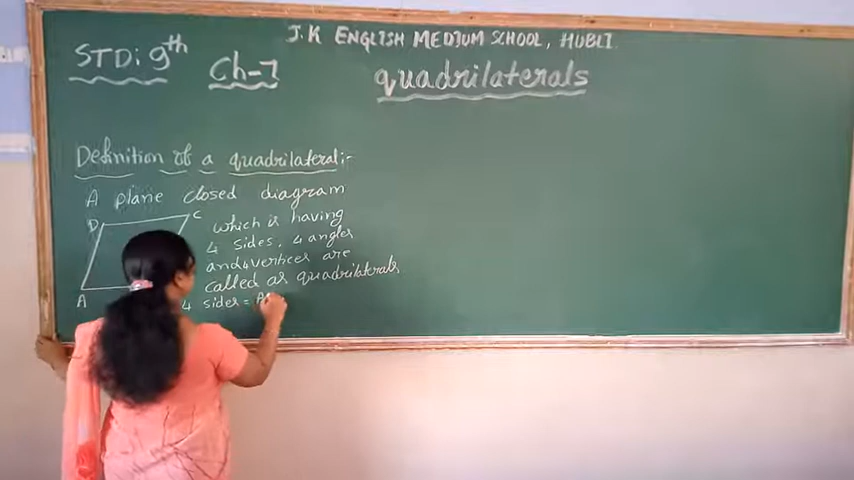 J.K ENGLISH MEDIUM SCHOOL, HUBLI.
STD: 9th
Ch-7
quadrilaterals
Definition of a quadrilateral:-
A plane closed diagram
which is having
4 sides, 4 angles
and 4 vertices are
called as quadrilaterals
4 sides = A
D
C
A